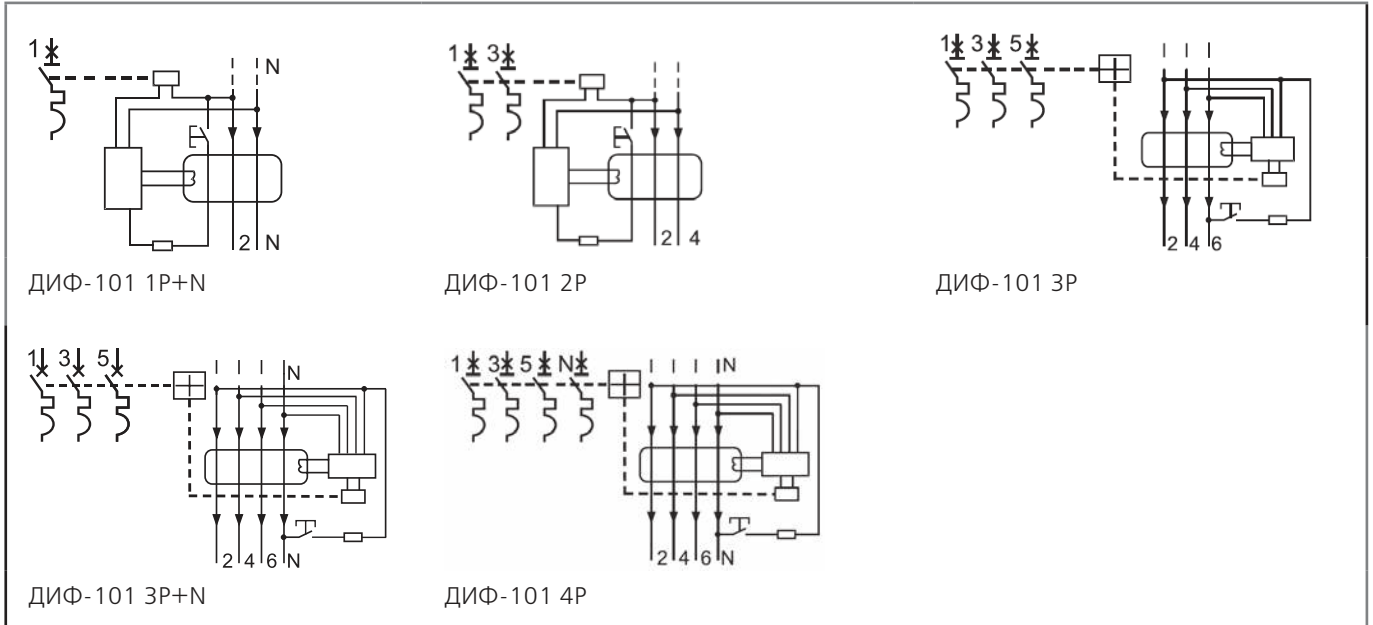 1
N
2 N
ДИФ-101 1P+N
1 3
2 4
ДИФ-101 2P
1 3 5
2 4 6
ДИФ-101 3P
1 3 5
N
2 4 6 N
ДИФ-101 3P+N
1 3 5 N
N
2 4 6 N
ДИФ-101 4P